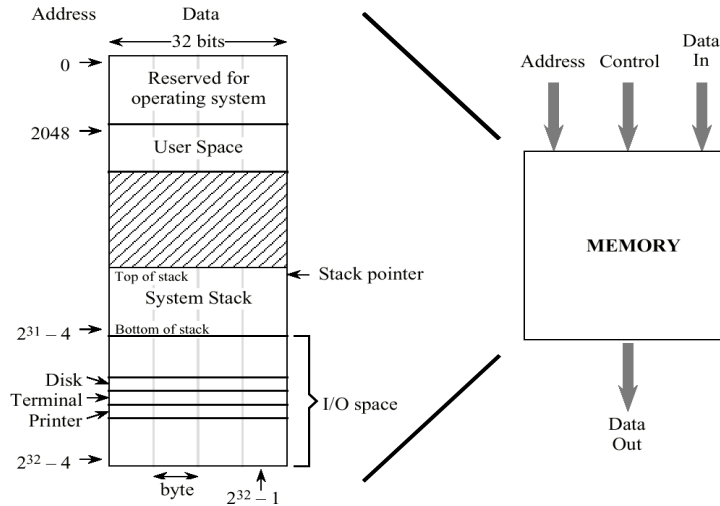 Address
Data
32 bits
0
Reserved for
operating system
2048
User Space
Top of stack
Stack pointer
System Stack
2³¹ – 4
Bottom of stack
Disk
Terminal
Printer
I/O space
2³² – 4
byte
2³² – 1
Address
Control
Data
In
MEMORY
Data
Out